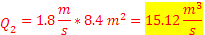 Q₂ = 1.8 m/s * 8.4 m² = 15.12 m³/s